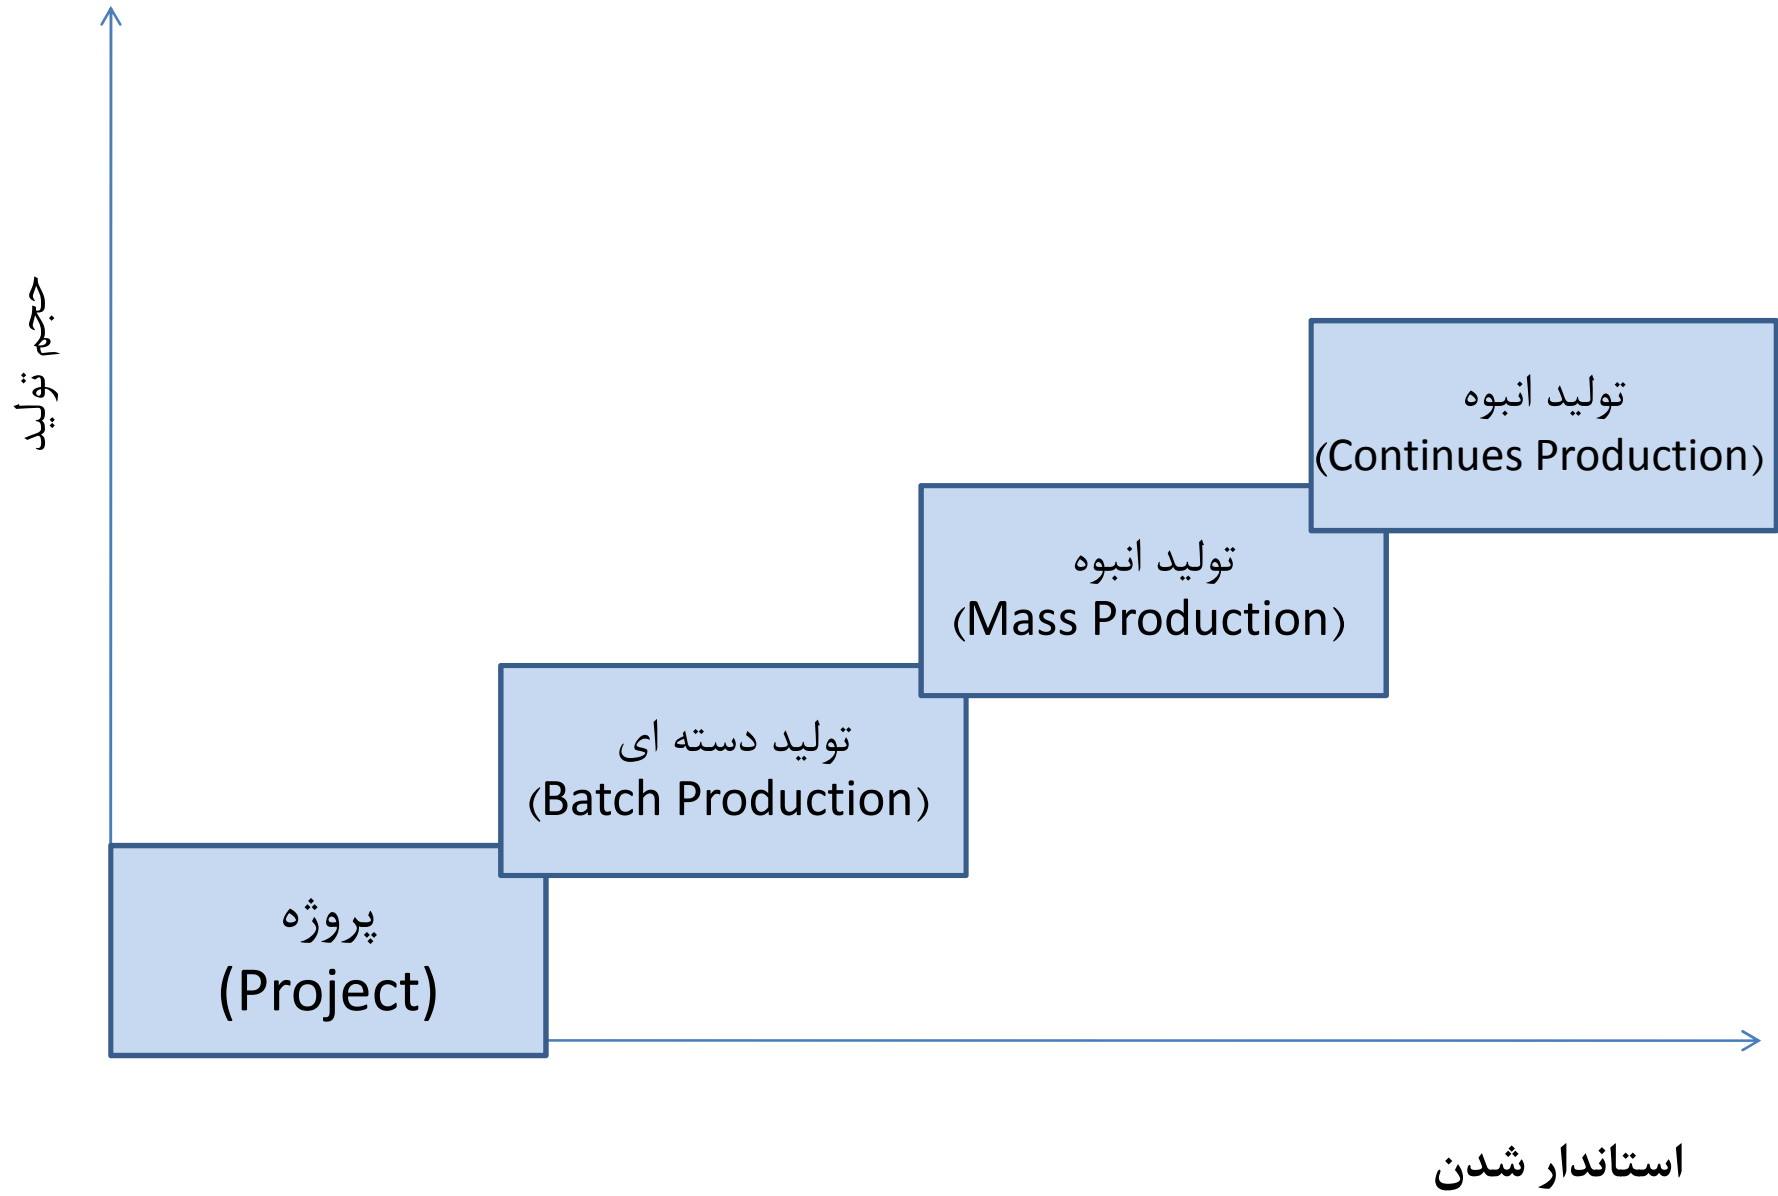 حجم تولید
تولید انبوه
(Continues Production)
تولید انبوه
(Mass Production)
تولید دسته ای
(Batch Production)
پروژه
(Project)
استاندار شدن